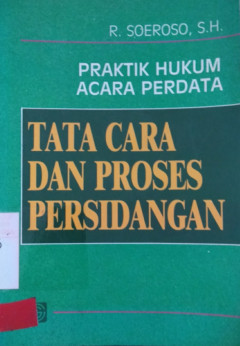 R. SOEROSO, S.H.
PRAKTIK HUKUM
ACARA PERDATA
TATA CARA
DAN PROSES
PERSIDANGAN